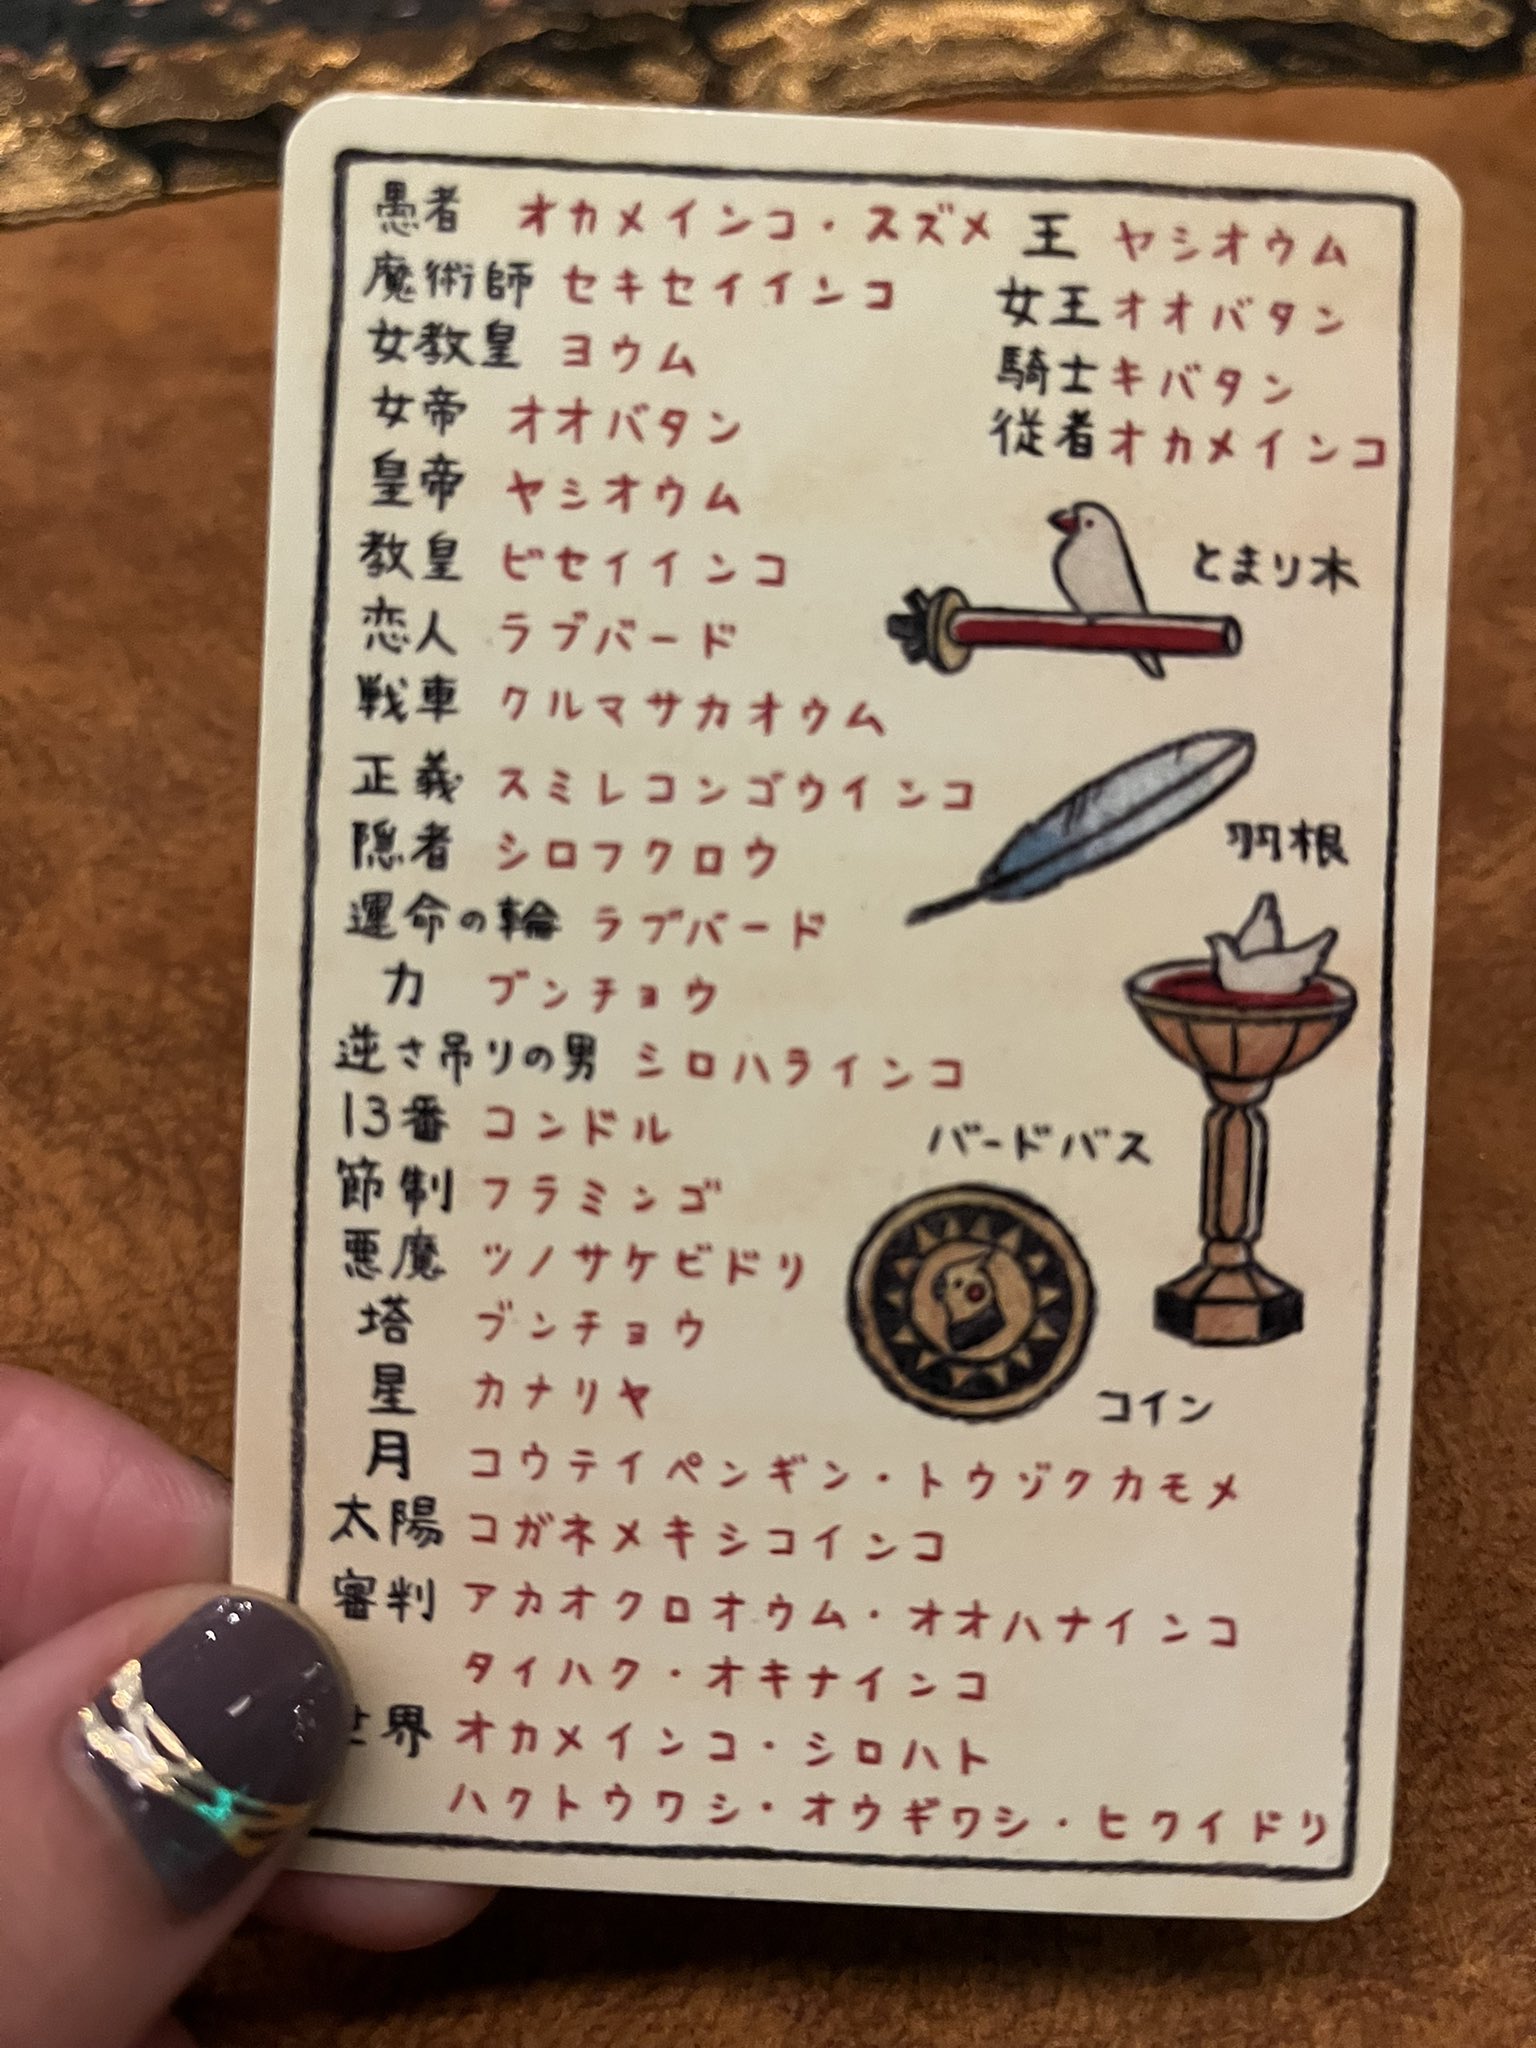 愚者 オカメインコ・スズメ
魔術師 セキセイインコ
女教皇 ヨウム
女帝 オオバタン
皇帝 ヤシオウム
教皇 ビセイインコ
恋人 ラブバード
戦車 クルマサカオウム
正義 スミレコンゴウインコ
隠者 シロフクロウ
運命の輪 ラブバード
力 ブンチョウ
逆さ吊りの男 シロハラインコ
13番 コンドル
節制 フラミンゴ
悪魔 ツノサケビドリ
塔 ブンチョウ
星 カナリヤ
月 コウテイペンギン・トウゾクカモメ
太陽 コガネメキシコインコ
審判 アカオクロオウム・オオハナインコ
タイハク・オキナインコ
世界 オカメインコ・シロハト
ハクトウワシ・オウギワシ・ヒクイドリ
王 ヤシオウム
女王 オオバタン
騎士 キバタン
従者 オカメインコ
とまり木
羽根
バードバス
コイン